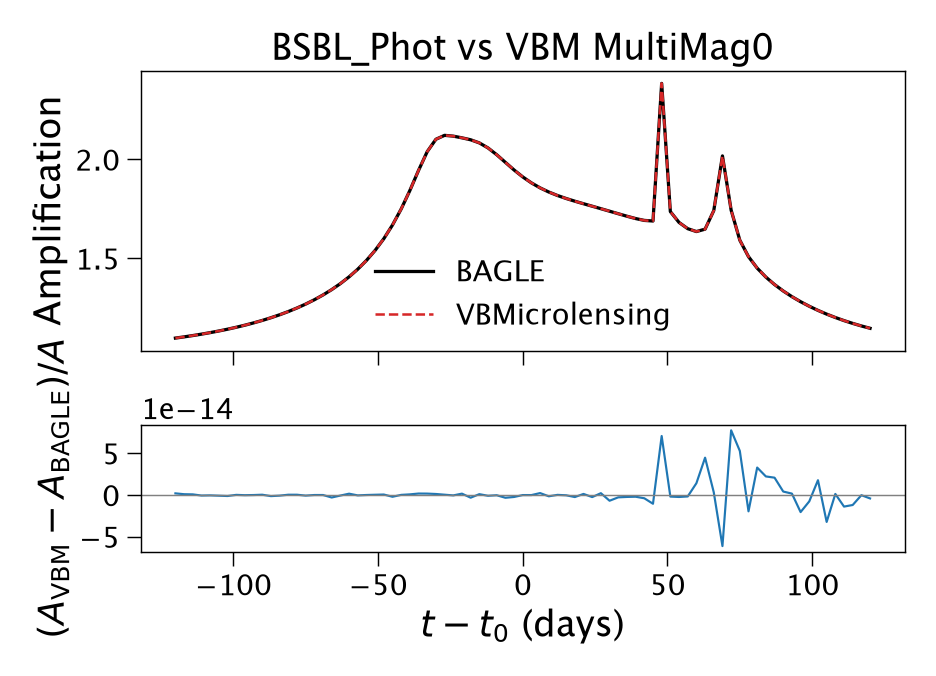 BSBL_Phot vs VBM MultiMag0
Amplification
2.0
1.5
BAGLE
VBMicrolensing
(A_VBM − A_BAGLE)/A
1e−14
5
0
−5
−100 −50 0 50 100
t − t₀ (days)